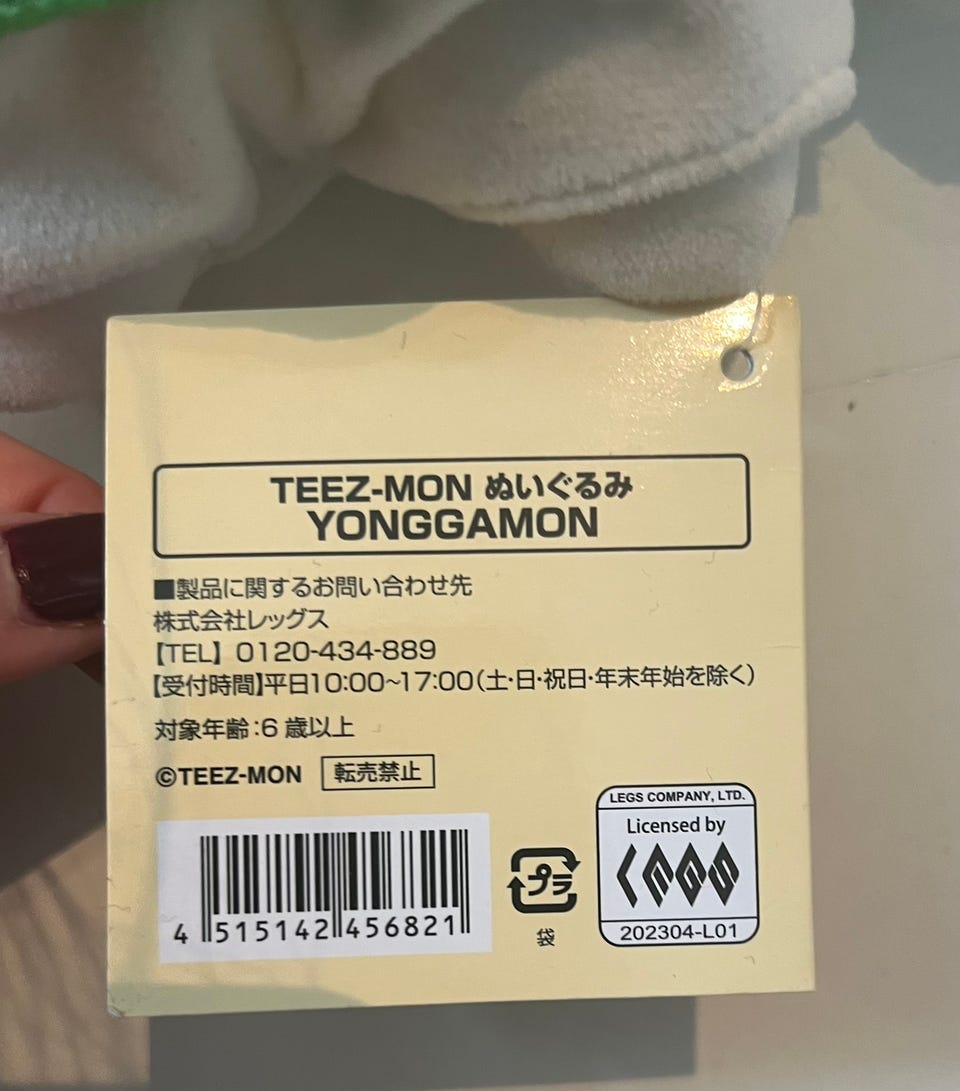 TEEZ-MON ぬいぐるみ
YONGGAMON
■製品に関するお問い合わせ先
株式会社レッグス
【TEL】 0120-434-889
【受付時間】平日10:00~17:00(土・日・祝日・年末年始を除く)
対象年齢:6 歳以上
©TEEZ-MON 転売禁止
4 515142 456821
プラ
袋
LEGS COMPANY, LTD.
Licensed by
LEGS
202304-L01